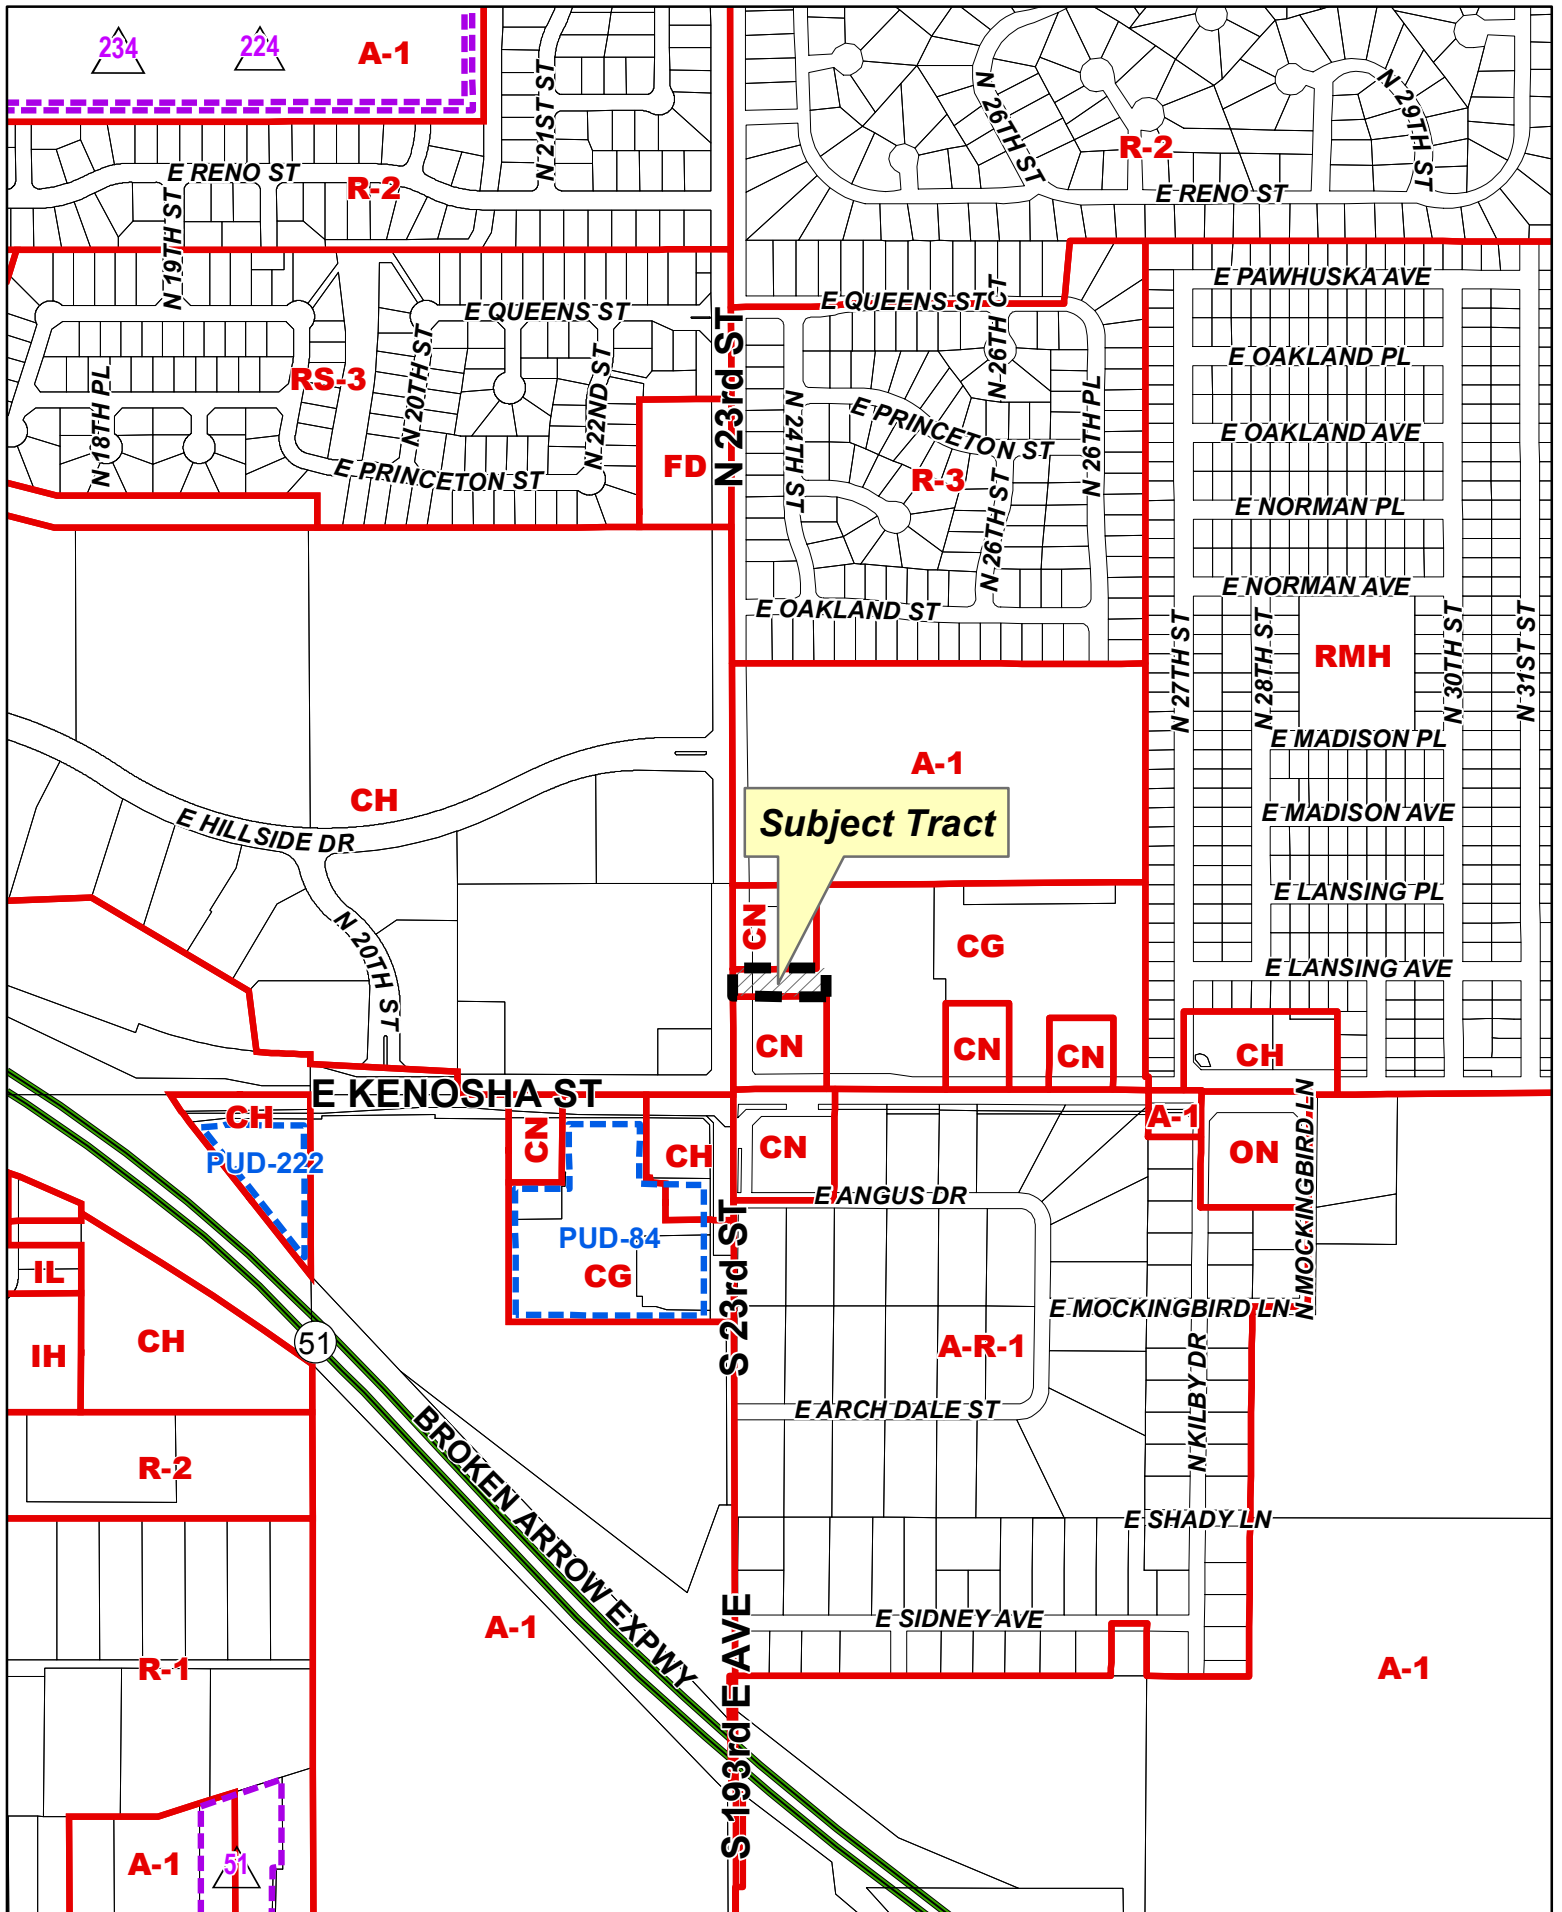 234
224
A-1
N 21ST ST
N 26TH ST
N 29TH ST
R-2
E RENO ST
R-2
E RENO ST
N 19TH ST
E PAWHUSKA AVE
E QUEENS ST
N 26TH CT
E QUEENS ST
N 23rd ST
E OAKLAND PL
RS-3
N 18TH PL
N 20TH ST
N 22ND ST
N 24TH ST
E PRINCETON ST
N 26TH PL
E OAKLAND AVE
E PRINCETON ST
FD
R-3
E NORMAN PL
N 26TH ST
E NORMAN AVE
E OAKLAND ST
N 27TH ST
N 28TH ST
RMH
N 30TH ST
N 31ST ST
E MADISON PL
A-1
CH
E HILLSIDE DR
Subject Tract
E MADISON AVE
E LANSING PL
CN
N 20TH ST
CG
E LANSING AVE
CN
CN
CN
CH
E KENOSHA ST
CH
CN
CH
CN
A-1
ON
N MOCKINGBIRD LN
PUD-222
E ANGUS DR
PUD-84
CG
S 23rd ST
IL
E MOCKINGBIRD LN
51
CH
IH
A-R-1
N KILBY DR
E ARCH DALE ST
BROKEN ARROW EXPWY
R-2
E SHADY LN
E SIDNEY AVE
A-1
R-1
A-1
S 193rd E AVE
A-1
51